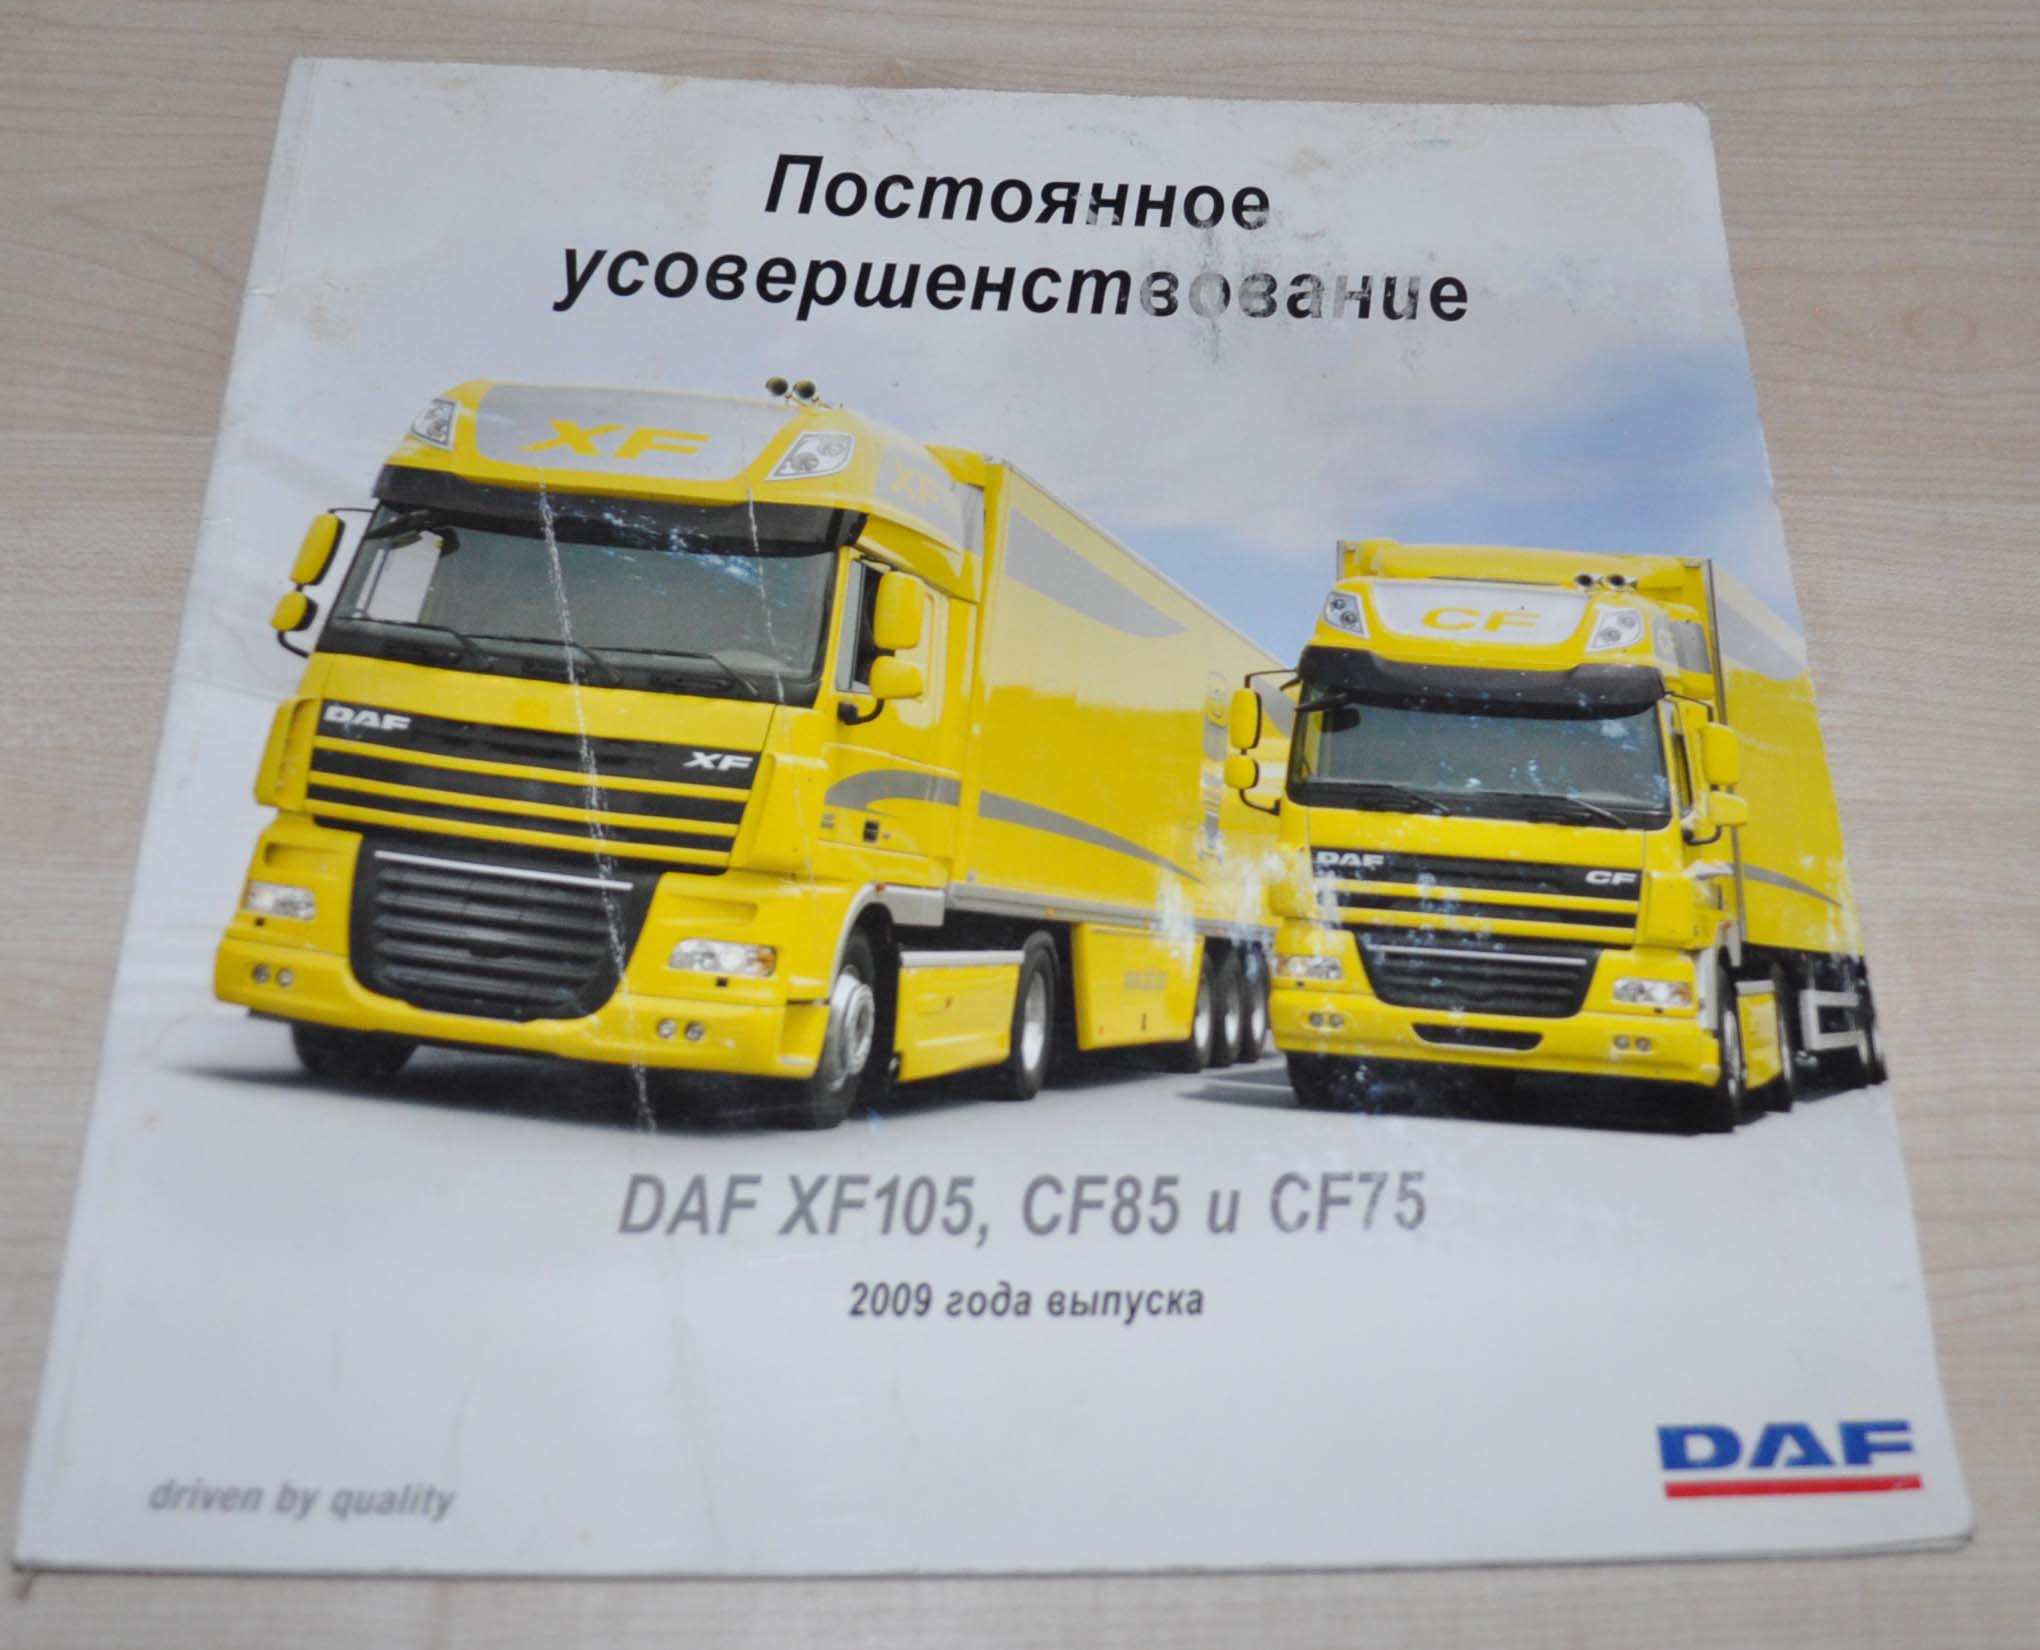 Постоянное
усовершенствование
XF
XF
CF
DAF
XF
DAF
CF
DAF XF105, CF85 и CF75
2009 года выпуска
driven by quality
DAF